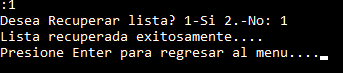 :1
Desea Recuperar lista? 1-Si 2.-No: 1
Lista recuperada exitosamente....
Presione Enter para regresar al menu....